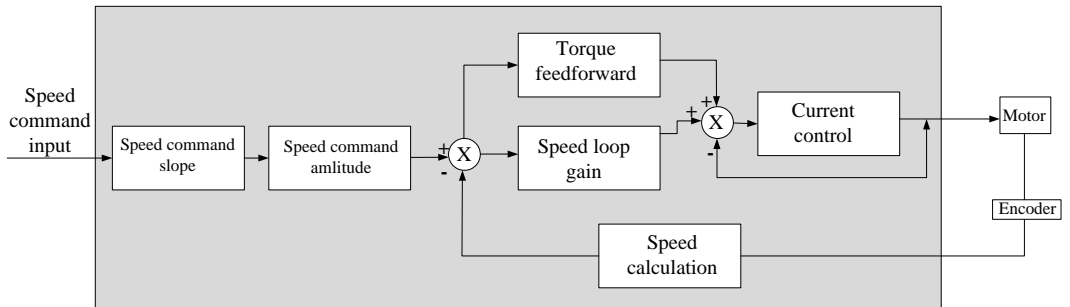 Speed
command
input
Speed command
slope
Speed command
amlitude
+
-
X
Torque
feedforward
Speed loop
gain
+
+
-
X
Current
control
Motor
Encoder
Speed
calculation